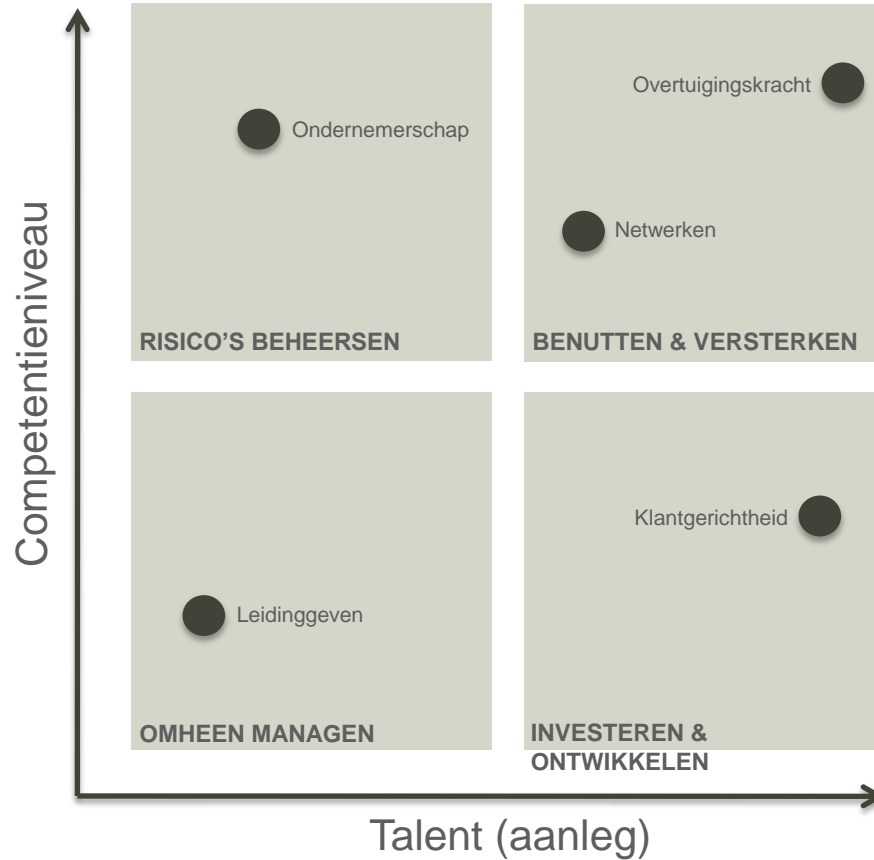 Competentieniveau
Overtuigingskracht
Ondernemerschap
Netwerken
RISICO’S BEHEERSEN
BENUTTEN & VERSTERKEN
Klantgerichtheid
Leidinggeven
OMHEEN MANAGEN
INVESTEREN &
ONTWIKKELEN
Talent (aanleg)